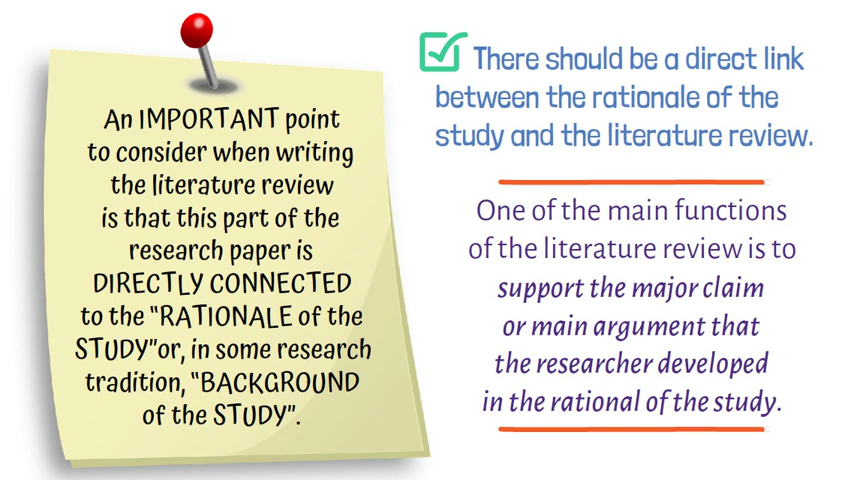 An IMPORTANT point
to consider when writing
the literature review
is that this part of the
research paper is
DIRECTLY CONNECTED
to the "RATIONALE of the
STUDY"or, in some research
tradition, "BACKGROUND
of the STUDY".
There should be a direct link
between the rationale of the
study and the literature review.
One of the main functions
of the literature review is to
support the major claim
or main argument that
the researcher developed
in the rational of the study.